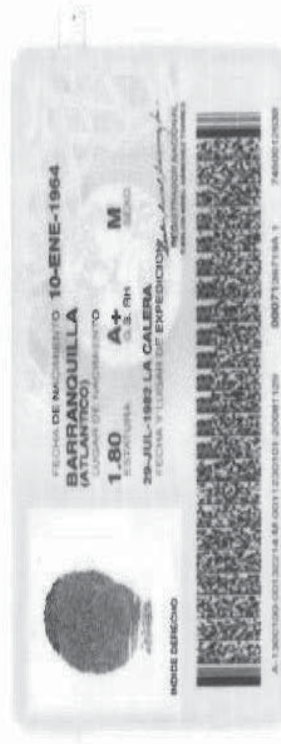 FECHA DE NACIMIENTO 10-ENE-1964
BARRANQUILLA
(ATLANTICO)
LUGAR DE NACIMIENTO
1.80 A+ M
ESTATURA G.S. RH SEXO
29-JUL-1982 LA CALERA
FECHA Y LUGAR DE EXPEDICION
REGISTRADOR NACIONAL
INDICE DERECHO